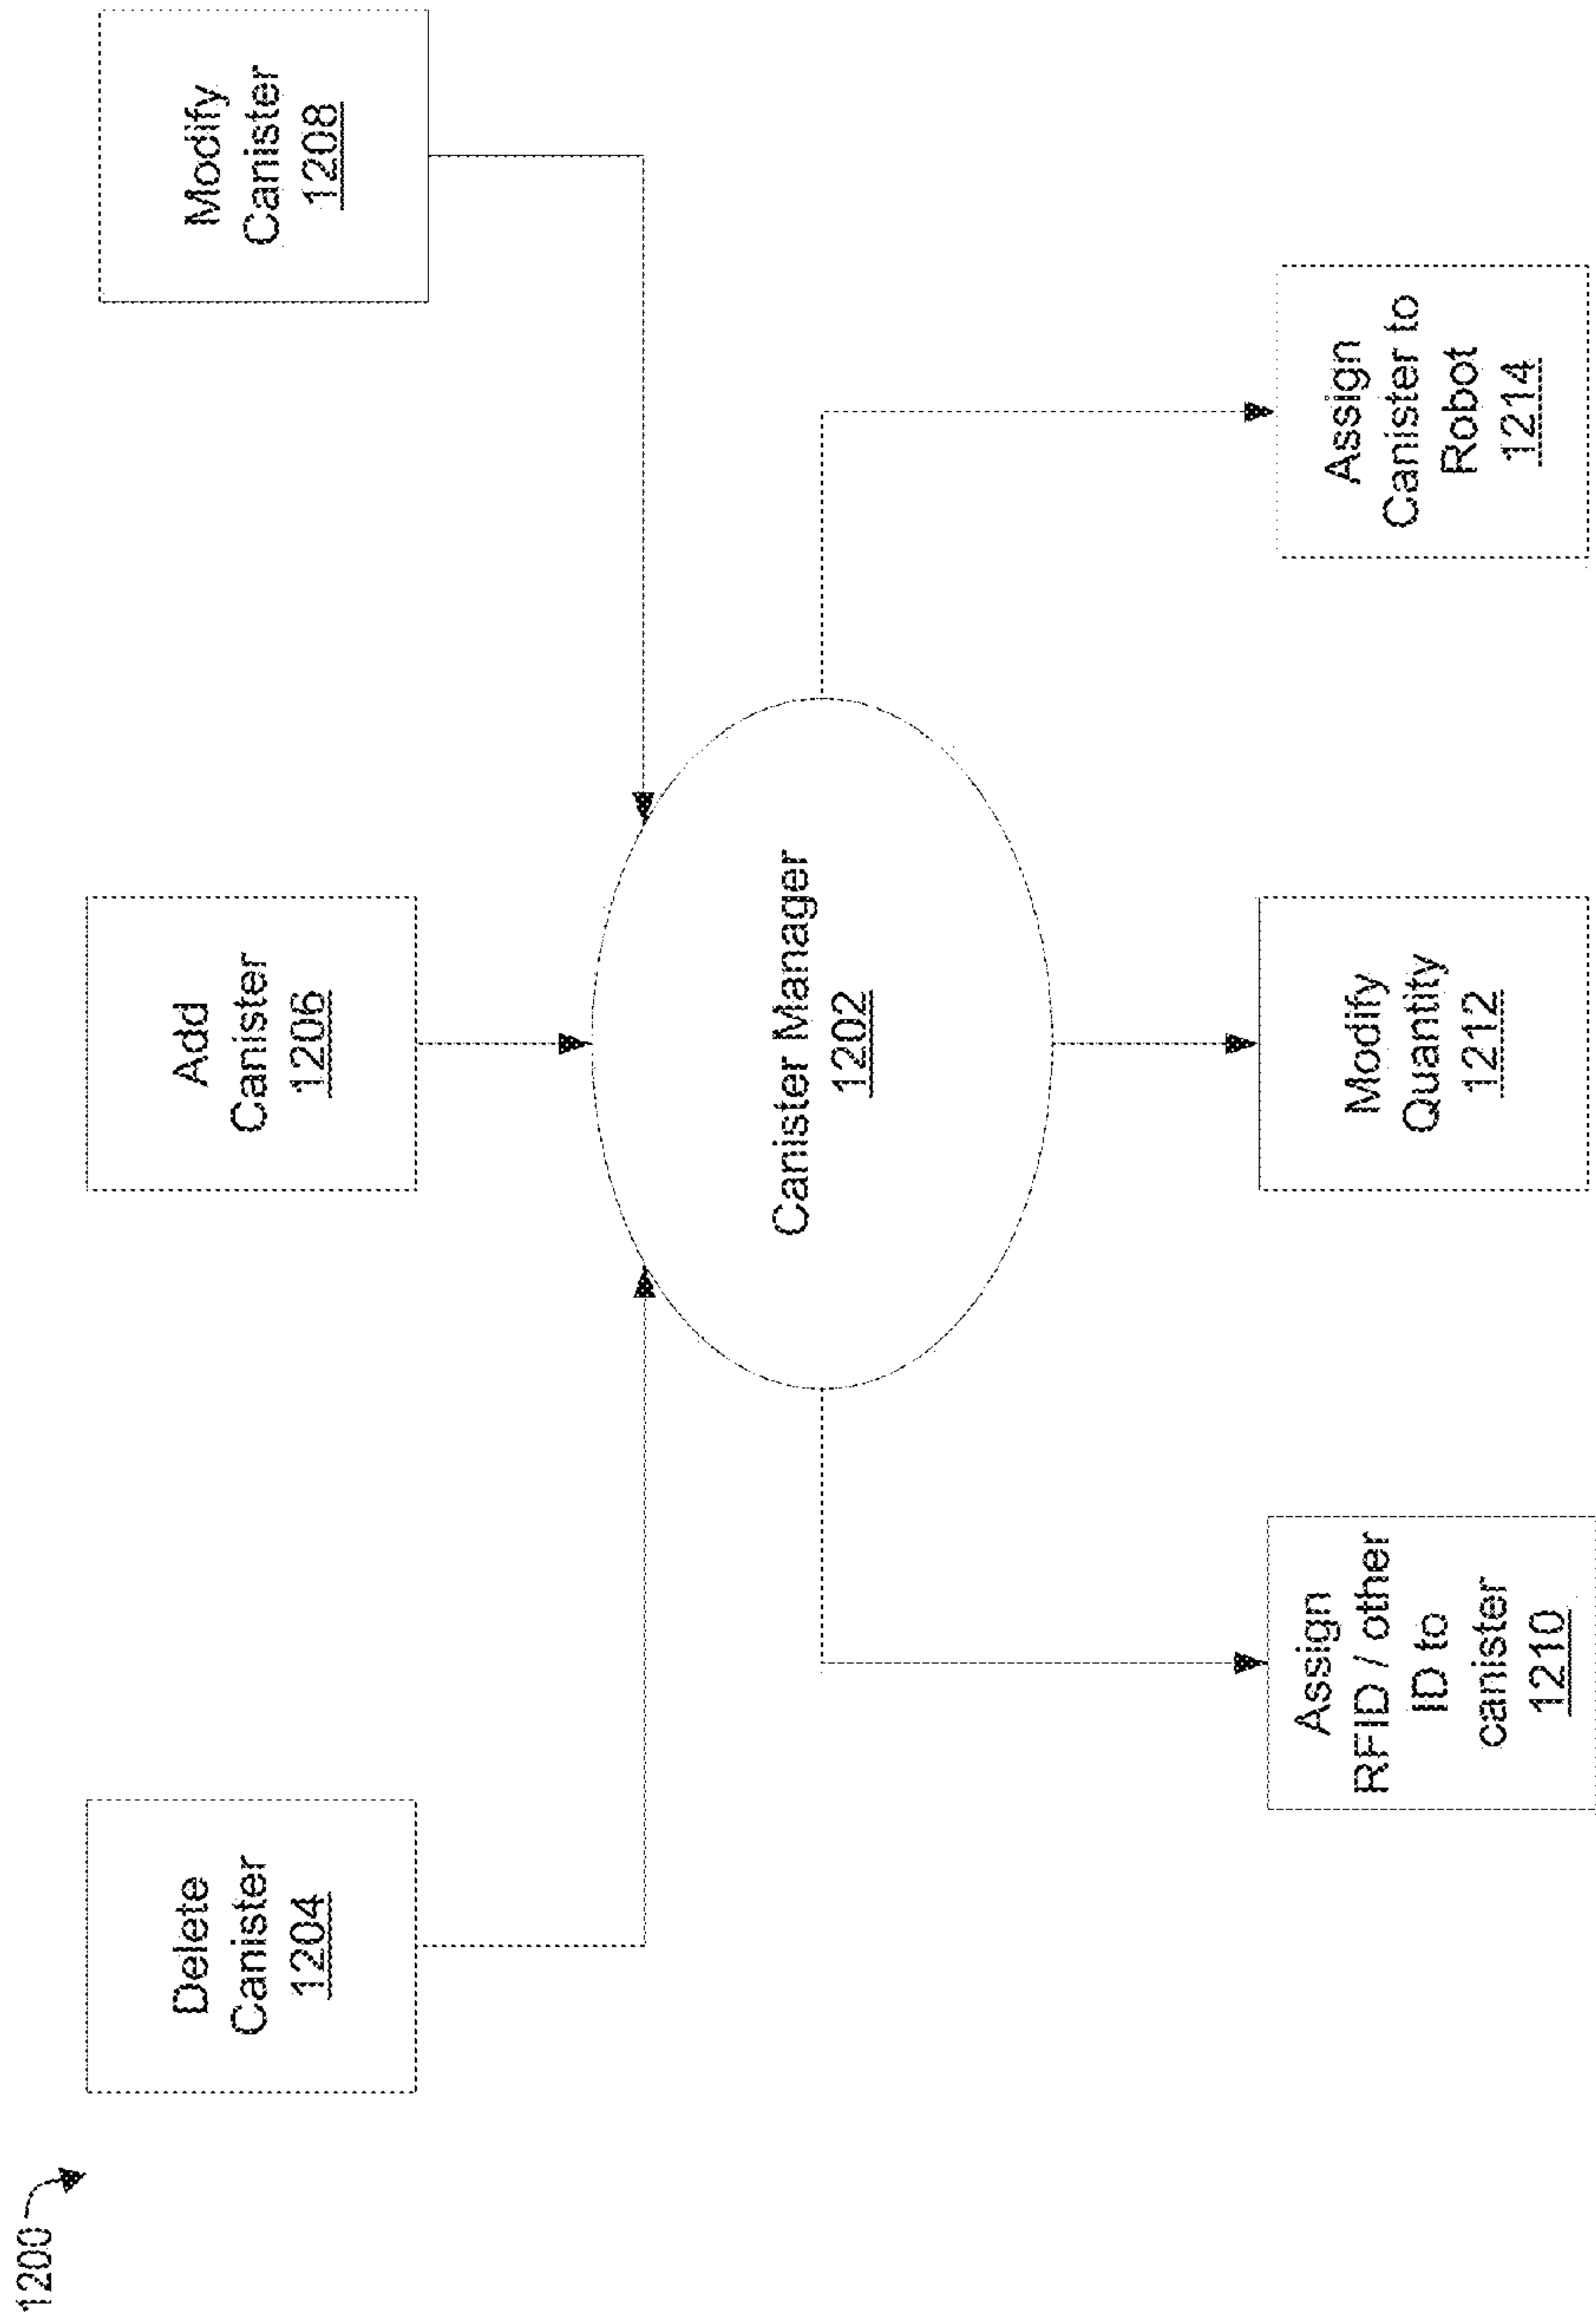 1200
Delete
Canister
1204
Add
Canister
1206
Modify
Canister
1208
Canister Manager
1202
Assign
RFID / other
ID to
canister
1210
Modify
Quantity
1212
Assign
Canister to
Robot
1214